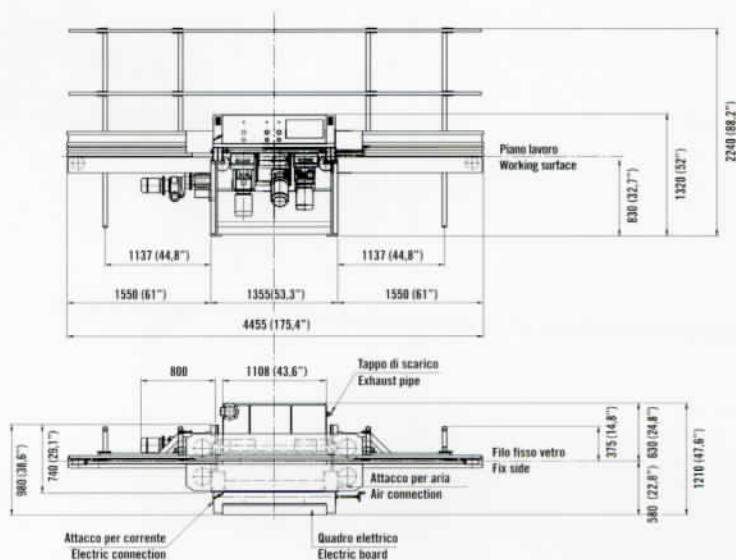 Piano lavoro
Working surface
830 (32,7")
1320 (52")
2240 (88,2")
1137 (44,8")
1137 (44,8")
1550 (61")
1355(53,3")
1550 (61")
4455 (175,4")
800
1108 (43,6")
Tappo di scarico
Exhaust pipe
375 (14,8")
630 (24,8")
1210 (47,6")
980 (38,6")
740 (29,1")
Filo fisso vetro
Fix side
Attacco per aria
Air connection
580 (22,8")
Attacco per corrente
Electric connection
Quadro elettrico
Electric board